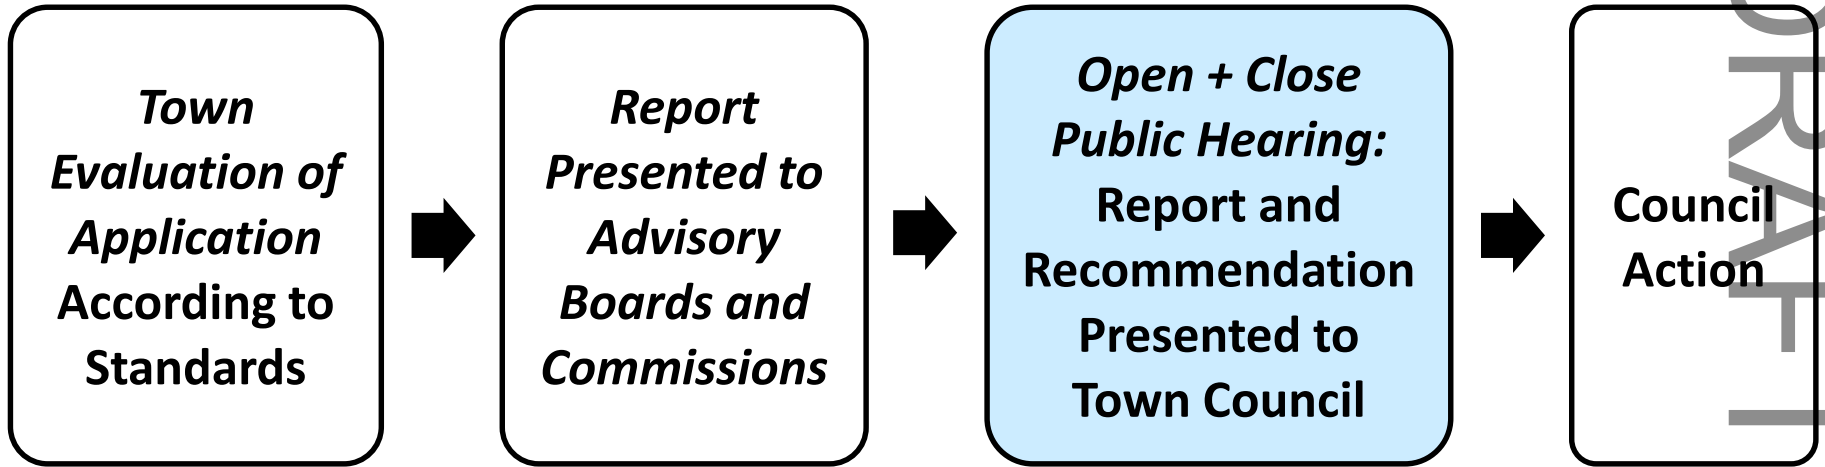 Town
Evaluation of
Application
According to
Standards
Report
Presented to
Advisory
Boards and
Commissions
Open + Close
Public Hearing:
Report and
Recommendation
Presented to
Town Council
Council
Action
DRAFT